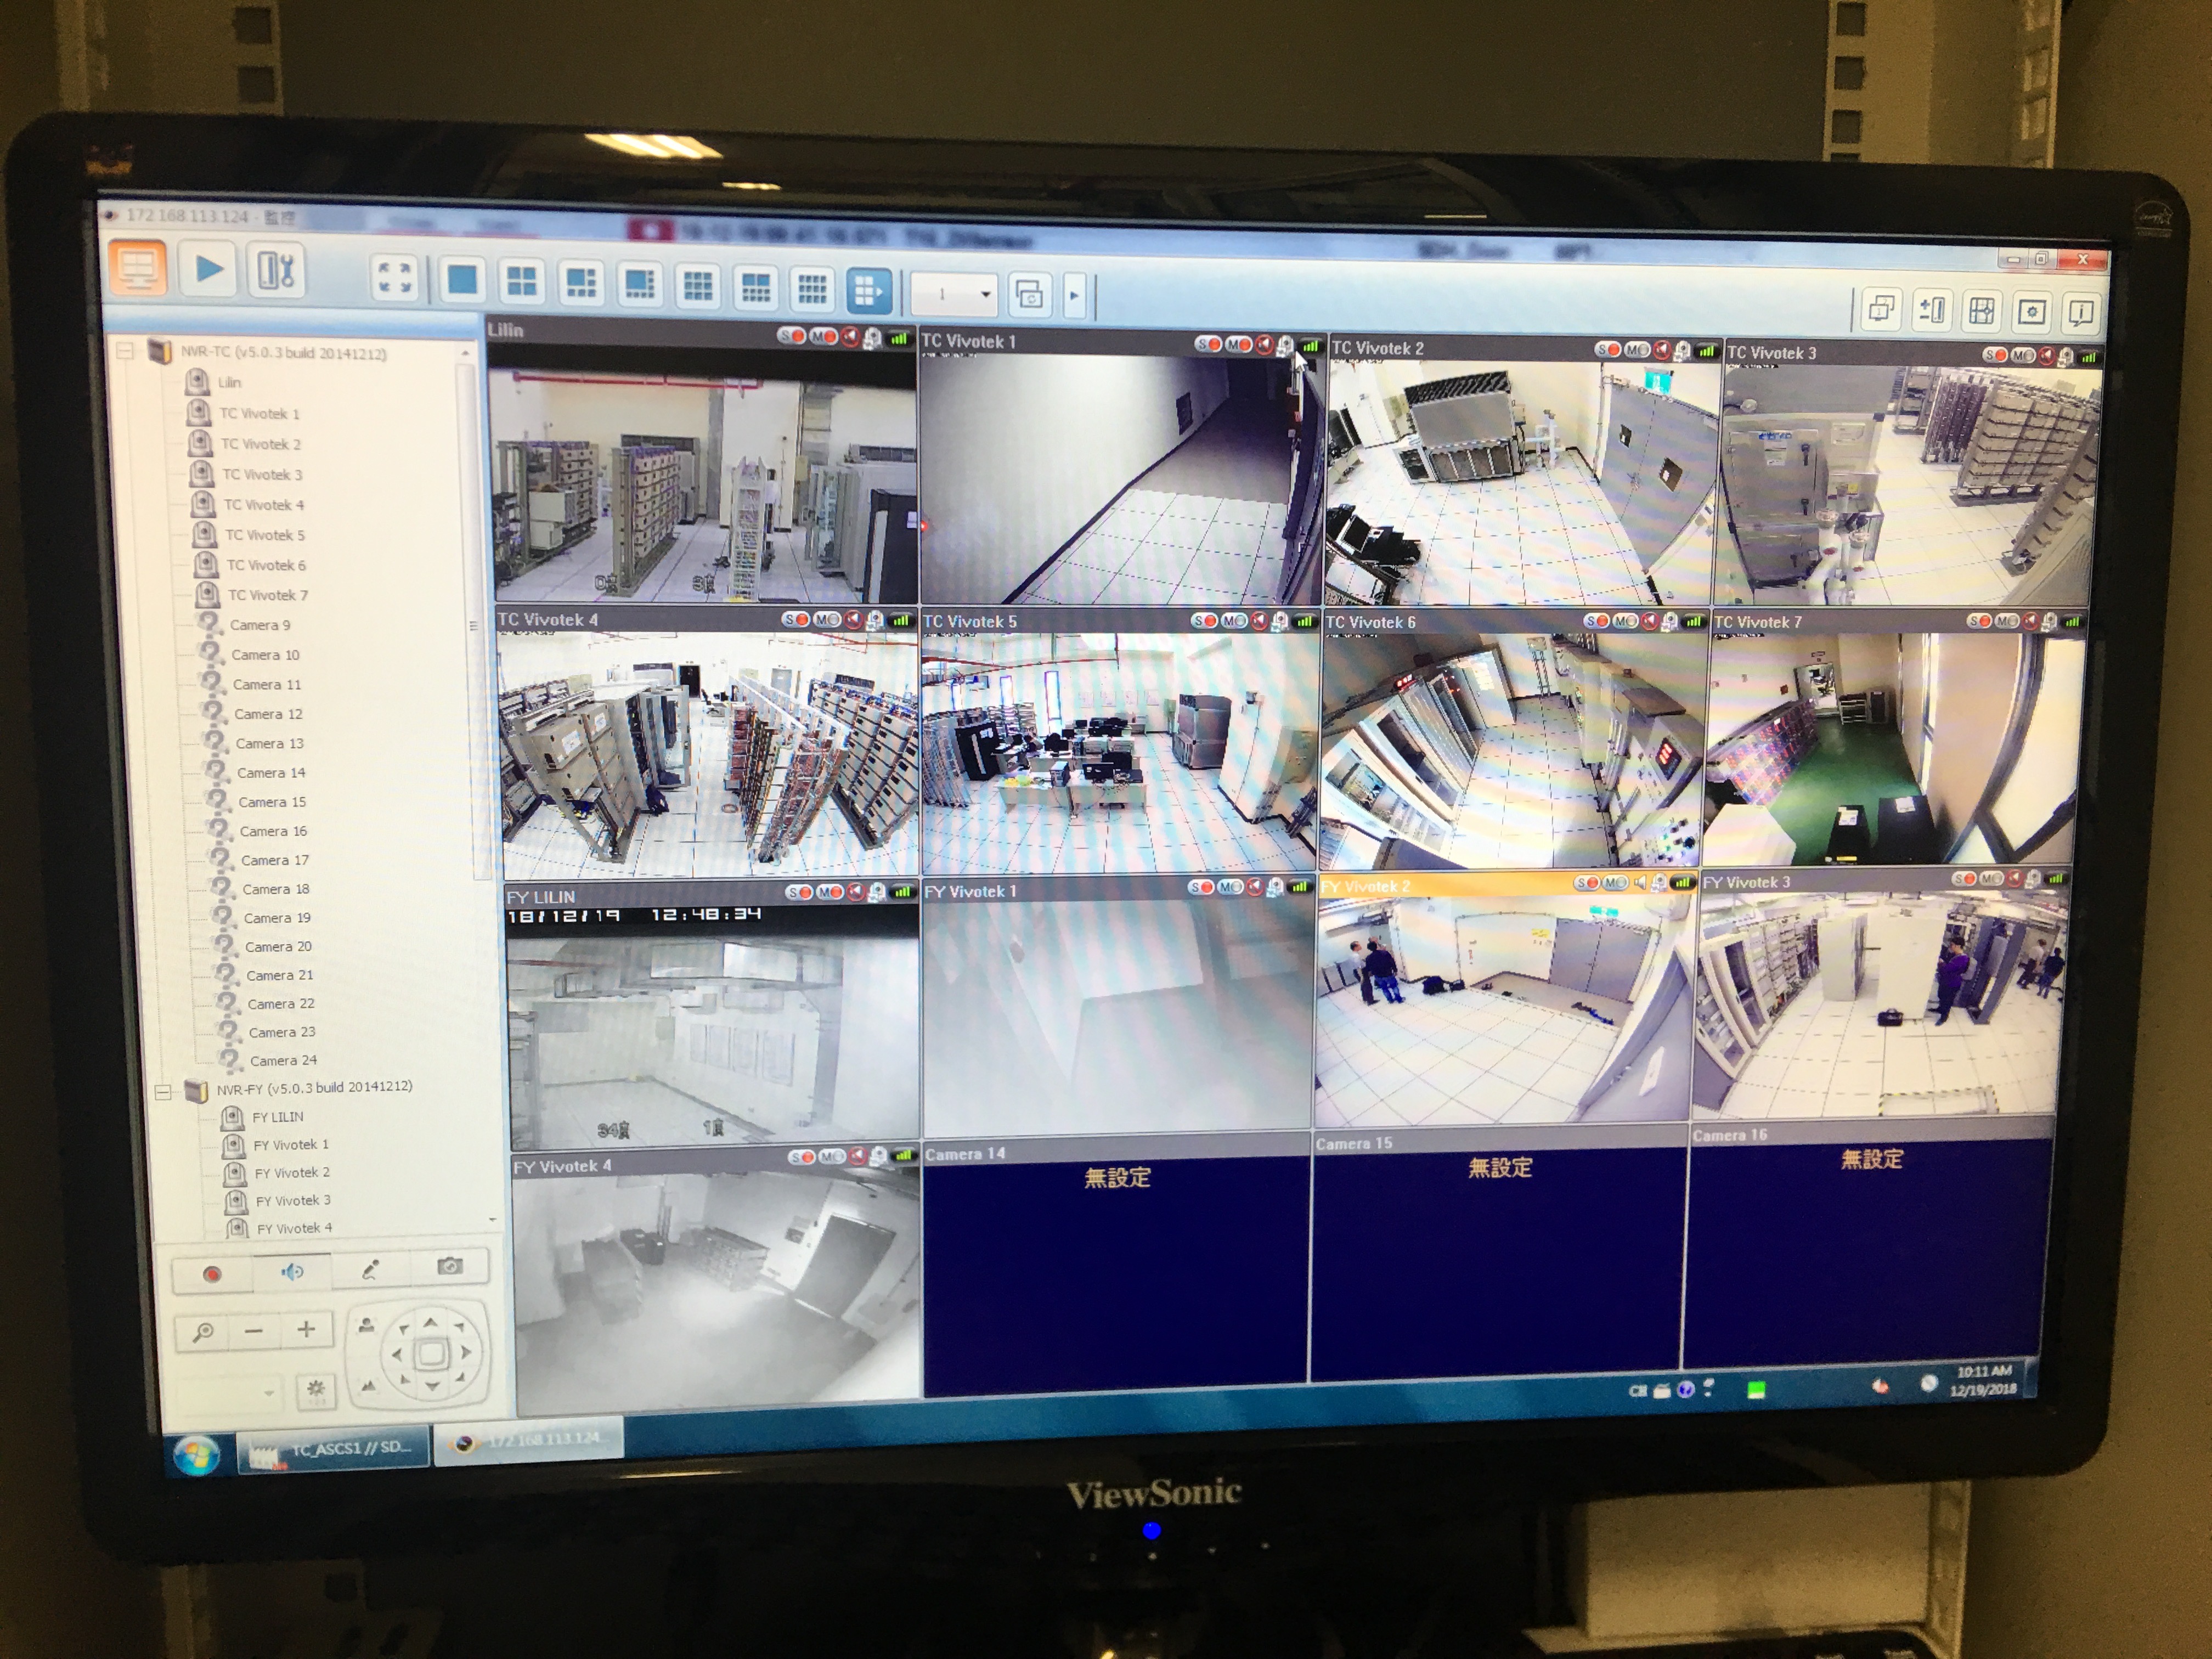 172.168.113.124 - 監控
1
NVR-TC (v5.0.3 build 20141212)
Lilin
TC Vivotek 1
TC Vivotek 2
TC Vivotek 3
TC Vivotek 4
TC Vivotek 5
TC Vivotek 6
TC Vivotek 7
Camera 9
Camera 10
Camera 11
Camera 12
Camera 13
Camera 14
Camera 15
Camera 16
Camera 17
Camera 18
Camera 19
Camera 20
Camera 21
Camera 22
Camera 23
Camera 24
NVR-FY (v5.0.3 build 20141212)
FY LILIN
FY Vivotek 1
FY Vivotek 2
FY Vivotek 3
FY Vivotek 4
Lilin
TC Vivotek 1
TC Vivotek 2
TC Vivotek 3
TC Vivotek 4
TC Vivotek 5
TC Vivotek 6
TC Vivotek 7
FY LILIN
18/12/19 12:48:34
FY Vivotek 1
FY Vivotek 2
FY Vivotek 3
FY Vivotek 4
Camera 14
無設定
Camera 15
無設定
Camera 16
無設定
CH
10:11 AM
12/19/2018
TC_ASCS1 // SD...
172.168.113.124...
ViewSonic